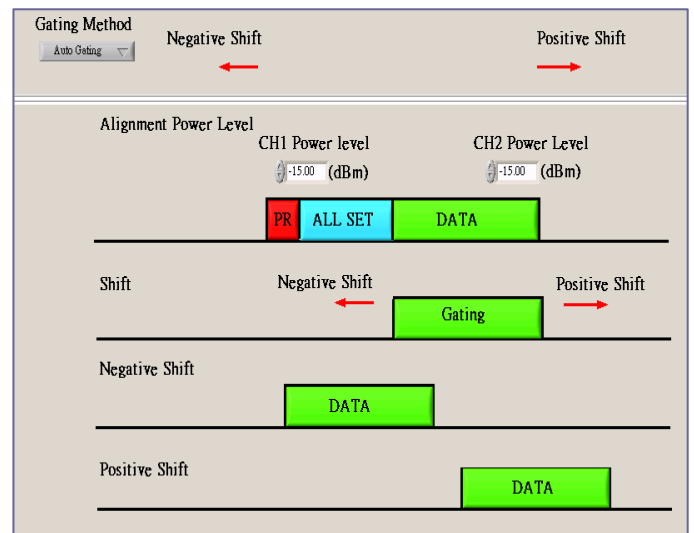 Gating Method
Auto Gating
Negative Shift
Positive Shift
Alignment Power Level
CH1 Power level
-15.00 (dBm)
CH2 Power Level
-15.00 (dBm)
PR ALL SET DATA
Shift
Negative Shift
Positive Shift
Gating
Negative Shift
DATA
Positive Shift
DATA